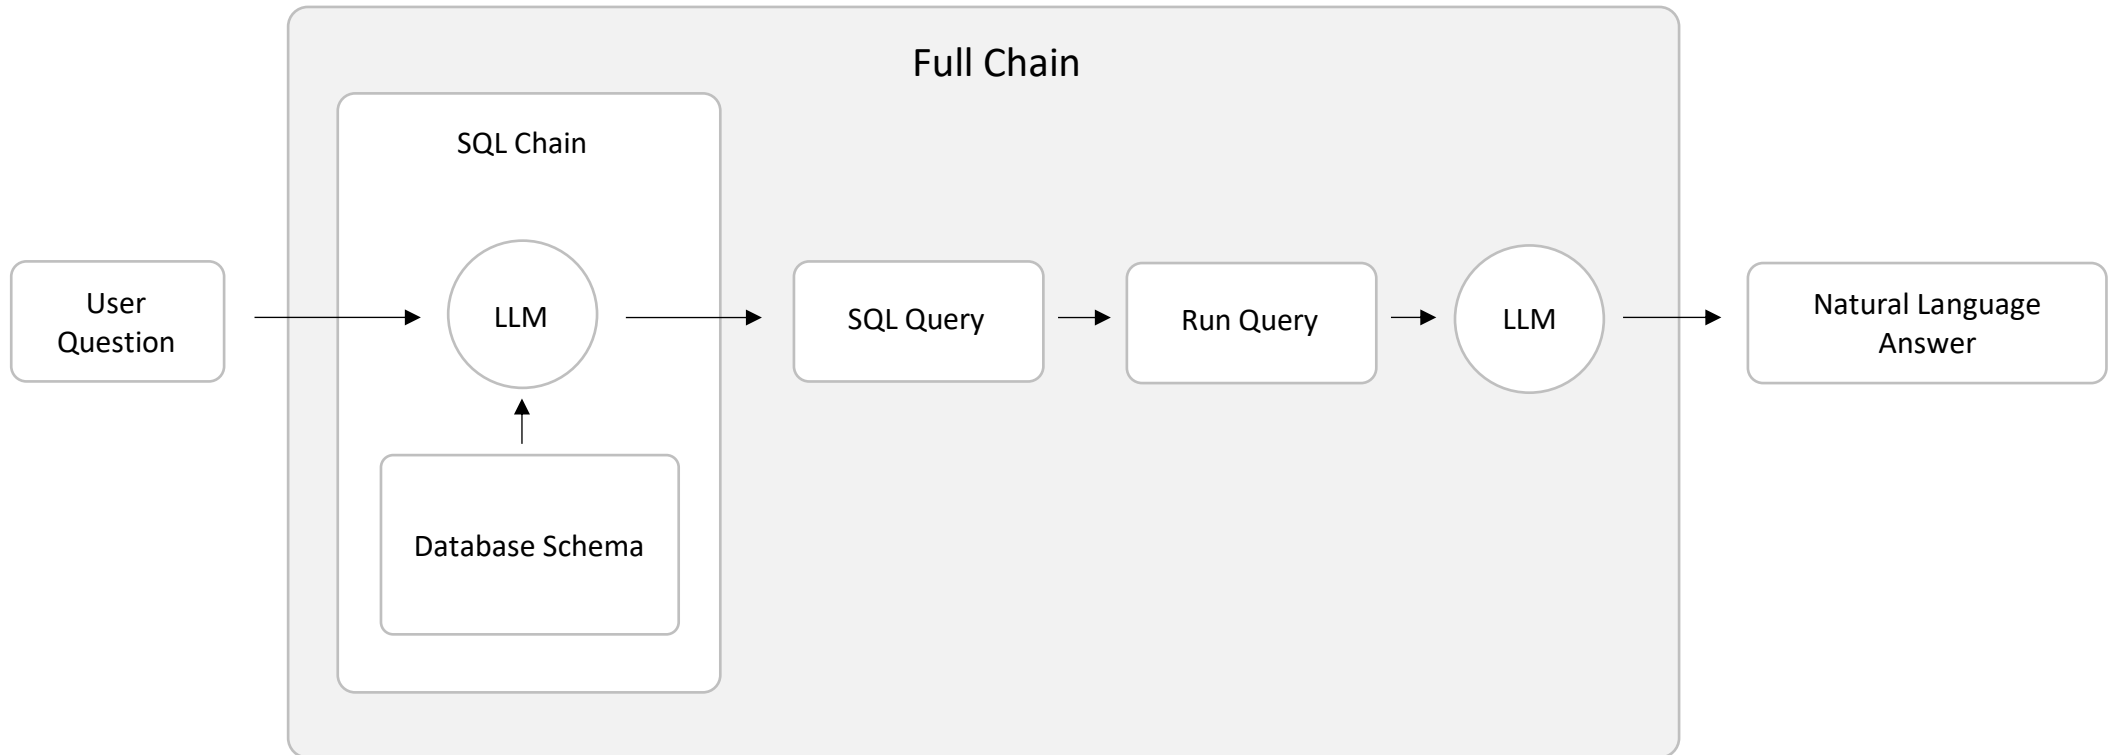 Full Chain
SQL Chain
User
Question
LLM
SQL Query
Run Query
LLM
Natural Language
Answer
Database Schema